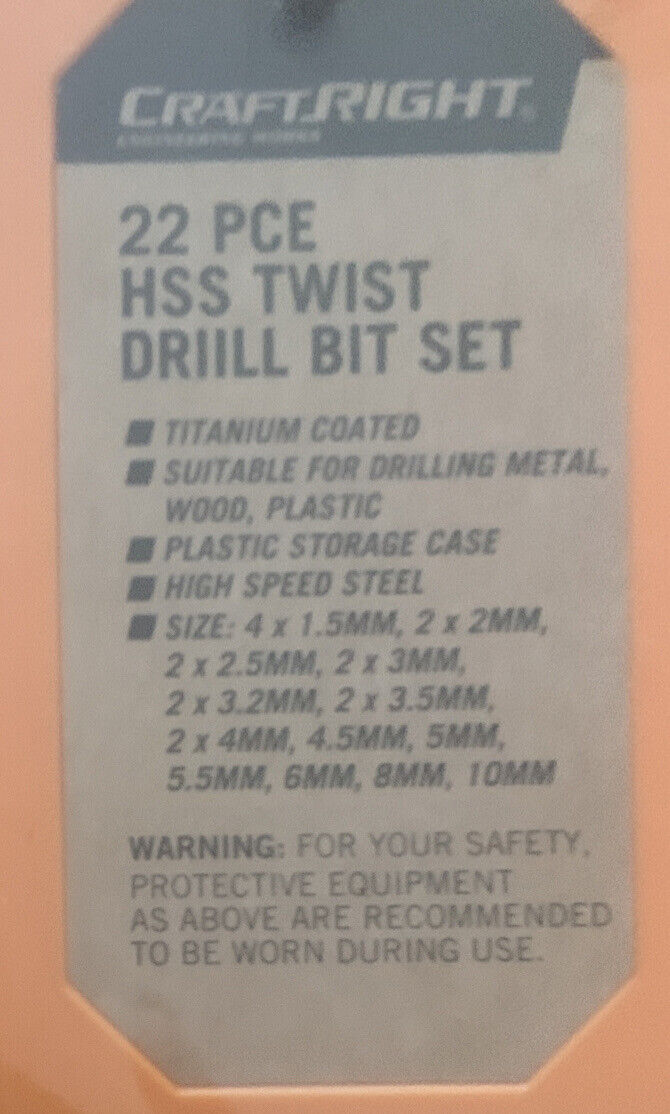 CRAFTRIGHT®
ENGINEERING WORKS
22 PCE
HSS TWIST
DRIILL BIT SET
TITANIUM COATED
SUITABLE FOR DRILLING METAL,
WOOD, PLASTIC
PLASTIC STORAGE CASE
HIGH SPEED STEEL
SIZE: 4 x 1.5MM, 2 x 2MM,
2 x 2.5MM, 2 x 3MM,
2 x 3.2MM, 2 x 3.5MM,
2 x 4MM, 4.5MM, 5MM,
5.5MM, 6MM, 8MM, 10MM
WARNING: FOR YOUR SAFETY,
PROTECTIVE EQUIPMENT
AS ABOVE ARE RECOMMENDED
TO BE WORN DURING USE.